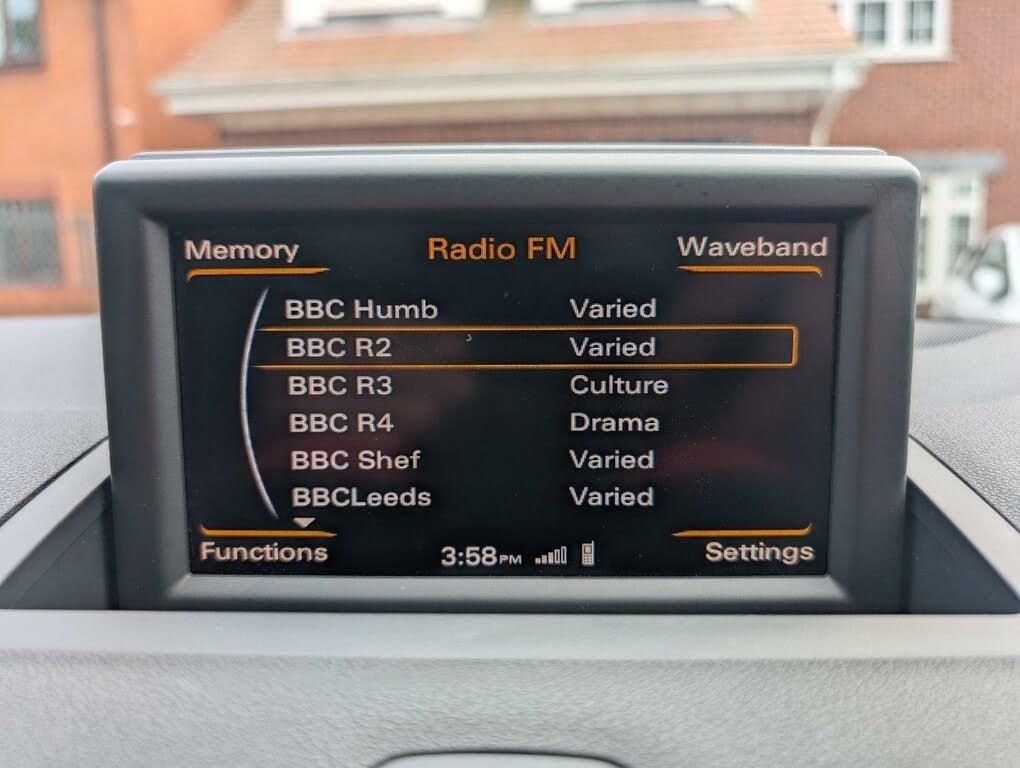 Memory Radio FM Waveband
BBC Humb Varied
BBC R2 Varied
BBC R3 Culture
BBC R4 Drama
BBC Shef Varied
BBCLeeds Varied
Functions 3:58PM Settings